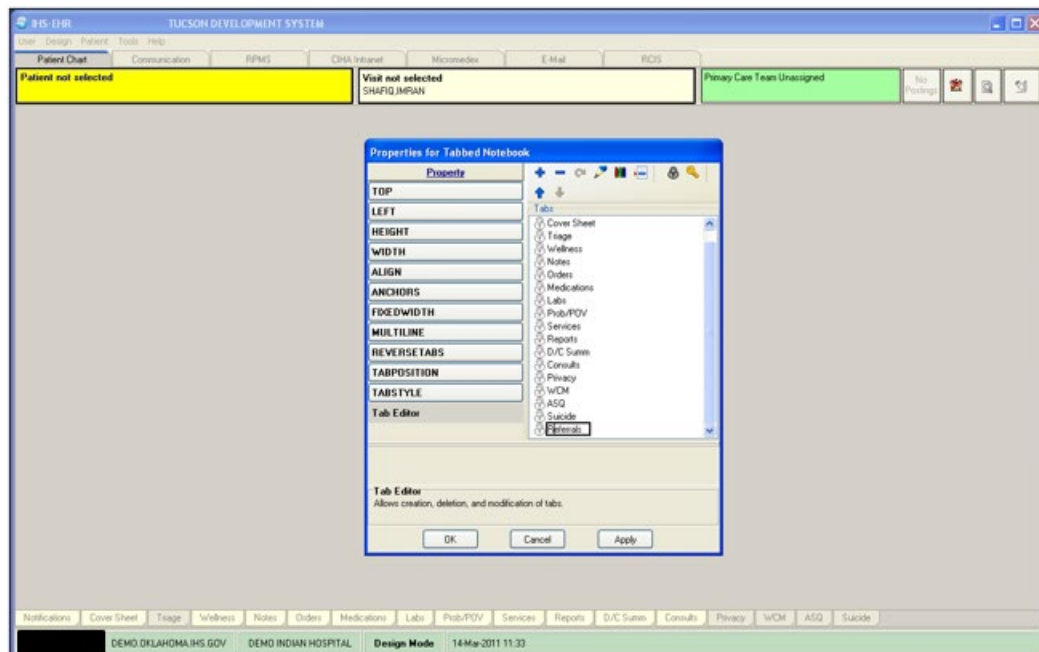 IHS-EHR TUCSON DEVELOPMENT SYSTEM
User Design Patient Tools Help
Patient Chart Communication RPMS CIHA Intranet Micromedex E-Mail RCIS
Patient not selected
Visit not selected
SHAFIQ,IMRAN
Primary Care Team Unassigned
No Postings
Properties for Tabbed Notebook
Property
TOP
LEFT
HEIGHT
WIDTH
ALIGN
ANCHORS
FIXEDWIDTH
MULTILINE
REVERSETABS
TABPOSITION
TABSTYLE
Tab Editor
Tabs
Cover Sheet
Triage
Wellness
Notes
Orders
Medications
Labs
Prob/POV
Services
Reports
D/C Summ
Consults
Privacy
WCM
ASQ
Suicide
Referrals
Tab Editor
Allows creation, deletion, and modification of tabs.
OK Cancel Apply
Notifications Cover Sheet Triage Wellness Notes Orders Medications Labs Prob/POV Services Reports D/C Summ Consults Privacy WCM ASQ Suicide
DEMO.OKLAHOMA.IHS.GOV DEMO INDIAN HOSPITAL Design Mode 14-Mar-2011 11:33